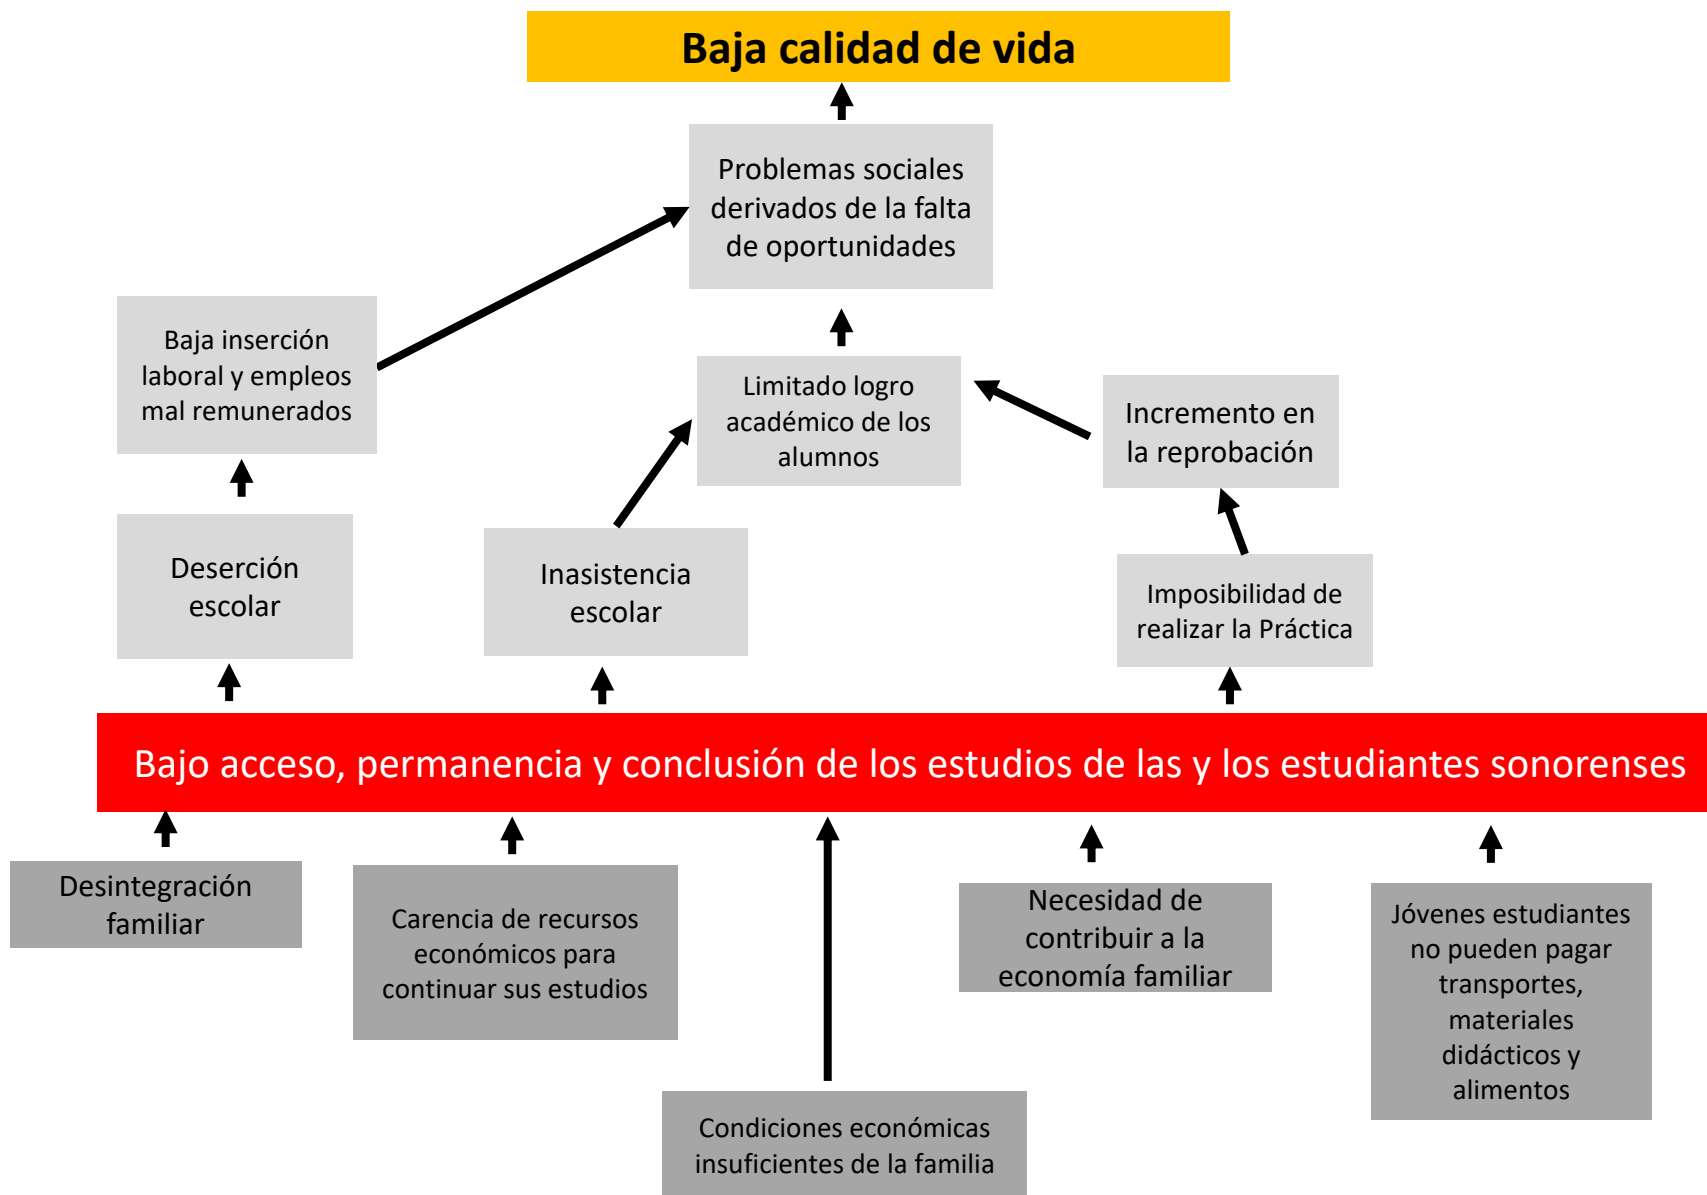 Baja calidad de vida
Problemas sociales
derivados de la falta
de oportunidades
Baja inserción
laboral y empleos
mal remunerados
Limitado logro
académico de los
alumnos
Incremento en
la reprobación
Deserción
escolar
Inasistencia
escolar
Imposibilidad de
realizar la Práctica
Bajo acceso, permanencia y conclusión de los estudios de las y los estudiantes sonorenses
Desintegración
familiar
Carencia de recursos
económicos para
continuar sus estudios
Condiciones económicas
insuficientes de la familia
Necesidad de
contribuir a la
economía familiar
Jóvenes estudiantes
no pueden pagar
transportes,
materiales
didácticos y
alimentos